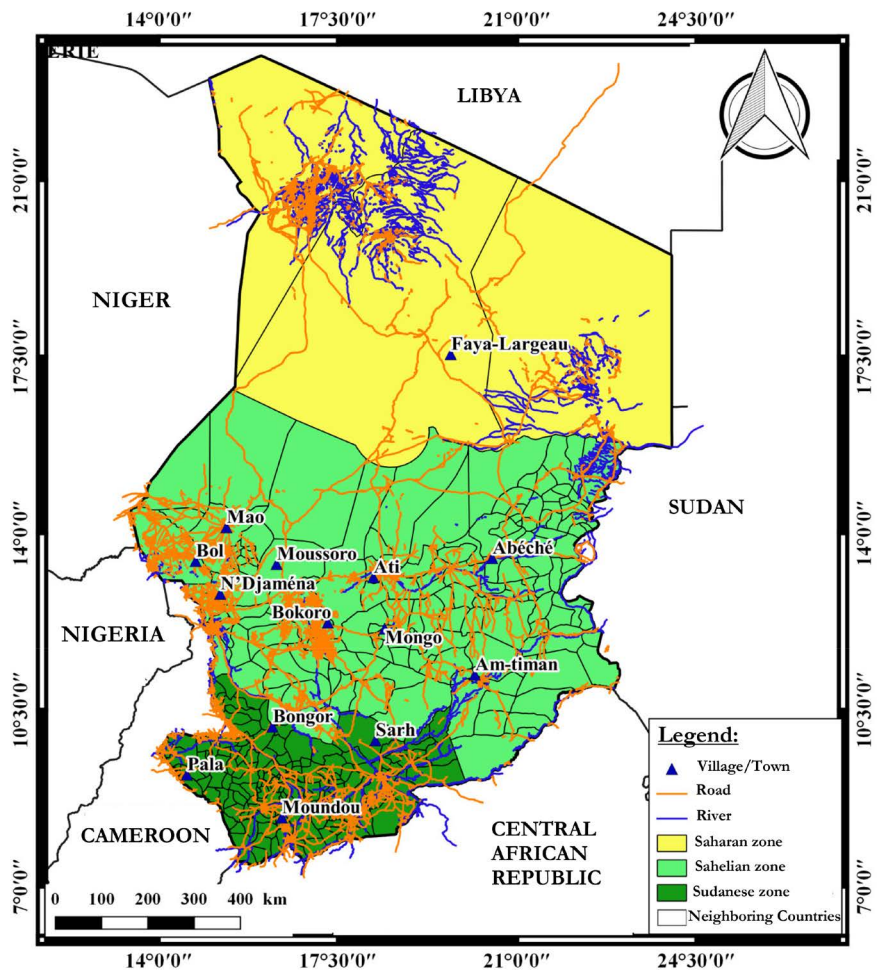 14°0′0″ 17°30′0″ 21°0′0″ 24°30′0″
ERIE
LIBYA
21°0′0″ 21°0′0″
NIGER
Faya-Largeau
17°30′0″ 17°30′0″
SUDAN
Mao
14°0′0″ 14°0′0″
Bol Moussoro Ati Abéché
N'Djaména
Bokoro
NIGERIA Mongo
Am-timan
10°30′0″ 10°30′0″
Bongor Sarh
Pala
Moundou
CAMEROON
CENTRAL
AFRICAN
REPUBLIC
Legend:
Village/Town
Road
River
Saharan zone
Sahelian zone
Sudanese zone
Neighboring Countries
7°0′0″ 7°0′0″
0 100 200 300 400 km
14°0′0″ 17°30′0″ 21°0′0″ 24°30′0″